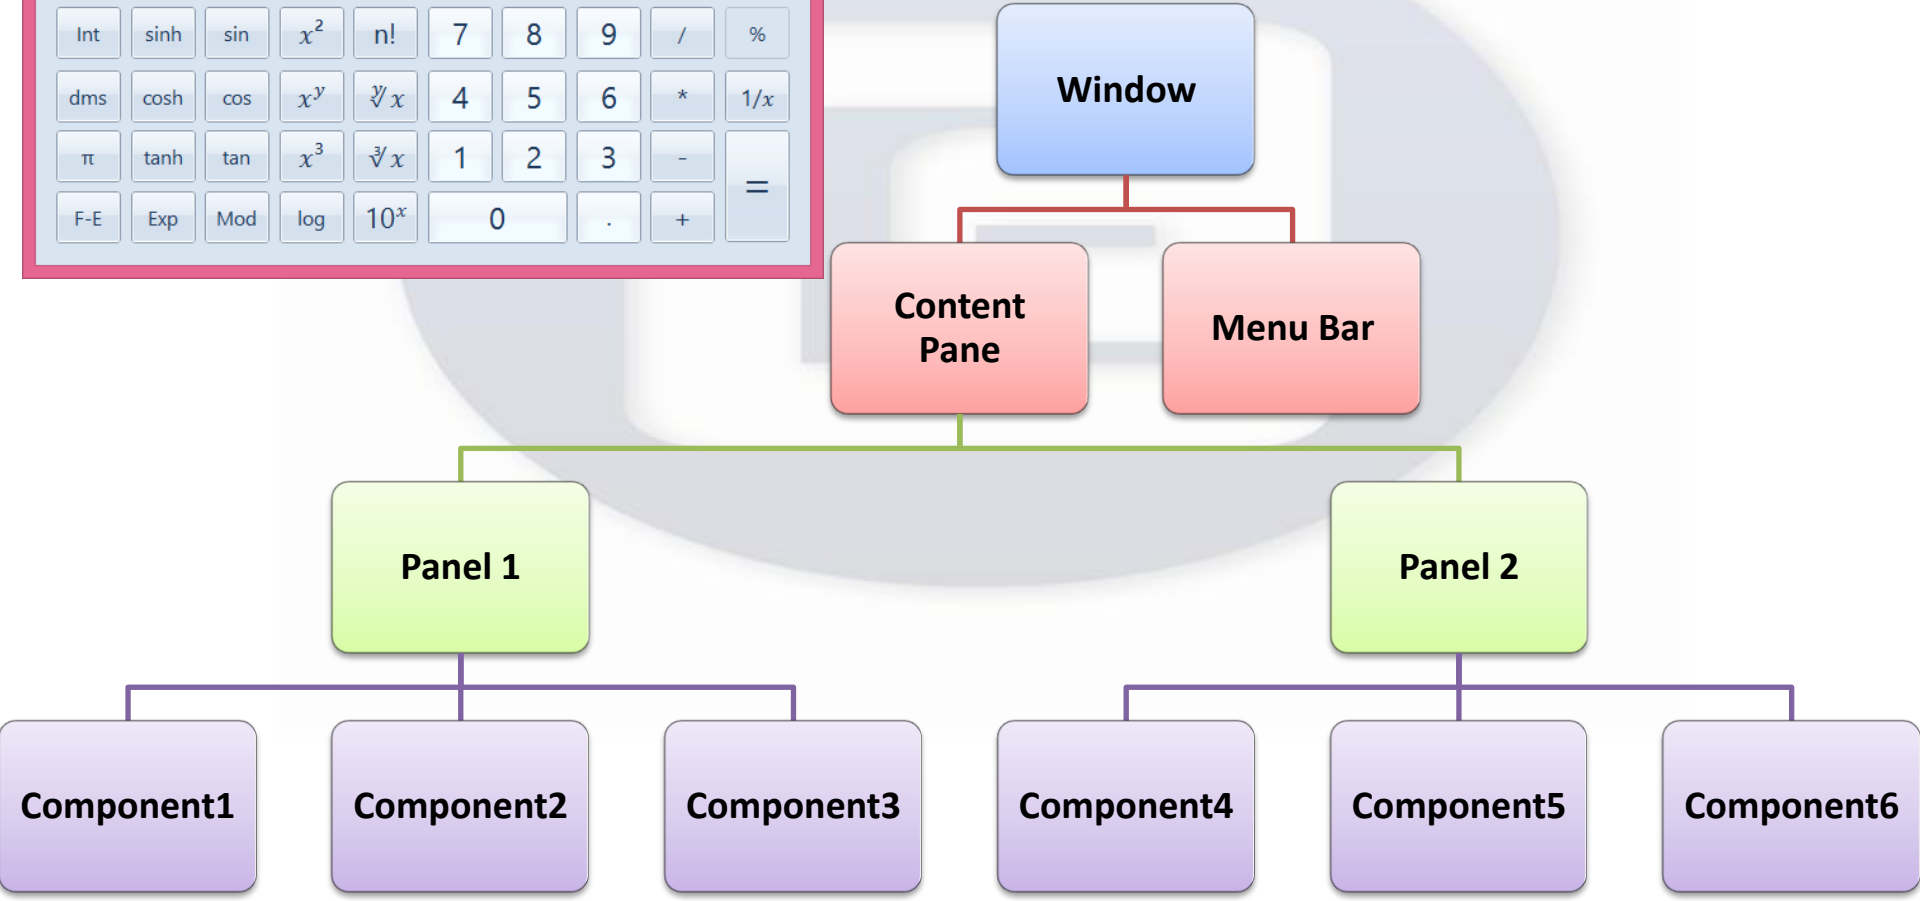 Int sinh sin x² n! 7 8 9 / %
dms cosh cos xʸ ʸ√x 4 5 6 * 1/x
π tanh tan x³ ³√x 1 2 3 - =
F-E Exp Mod log 10ˣ 0 . +
Window
Content
Pane
Menu Bar
Panel 1
Panel 2
Component1
Component2
Component3
Component4
Component5
Component6